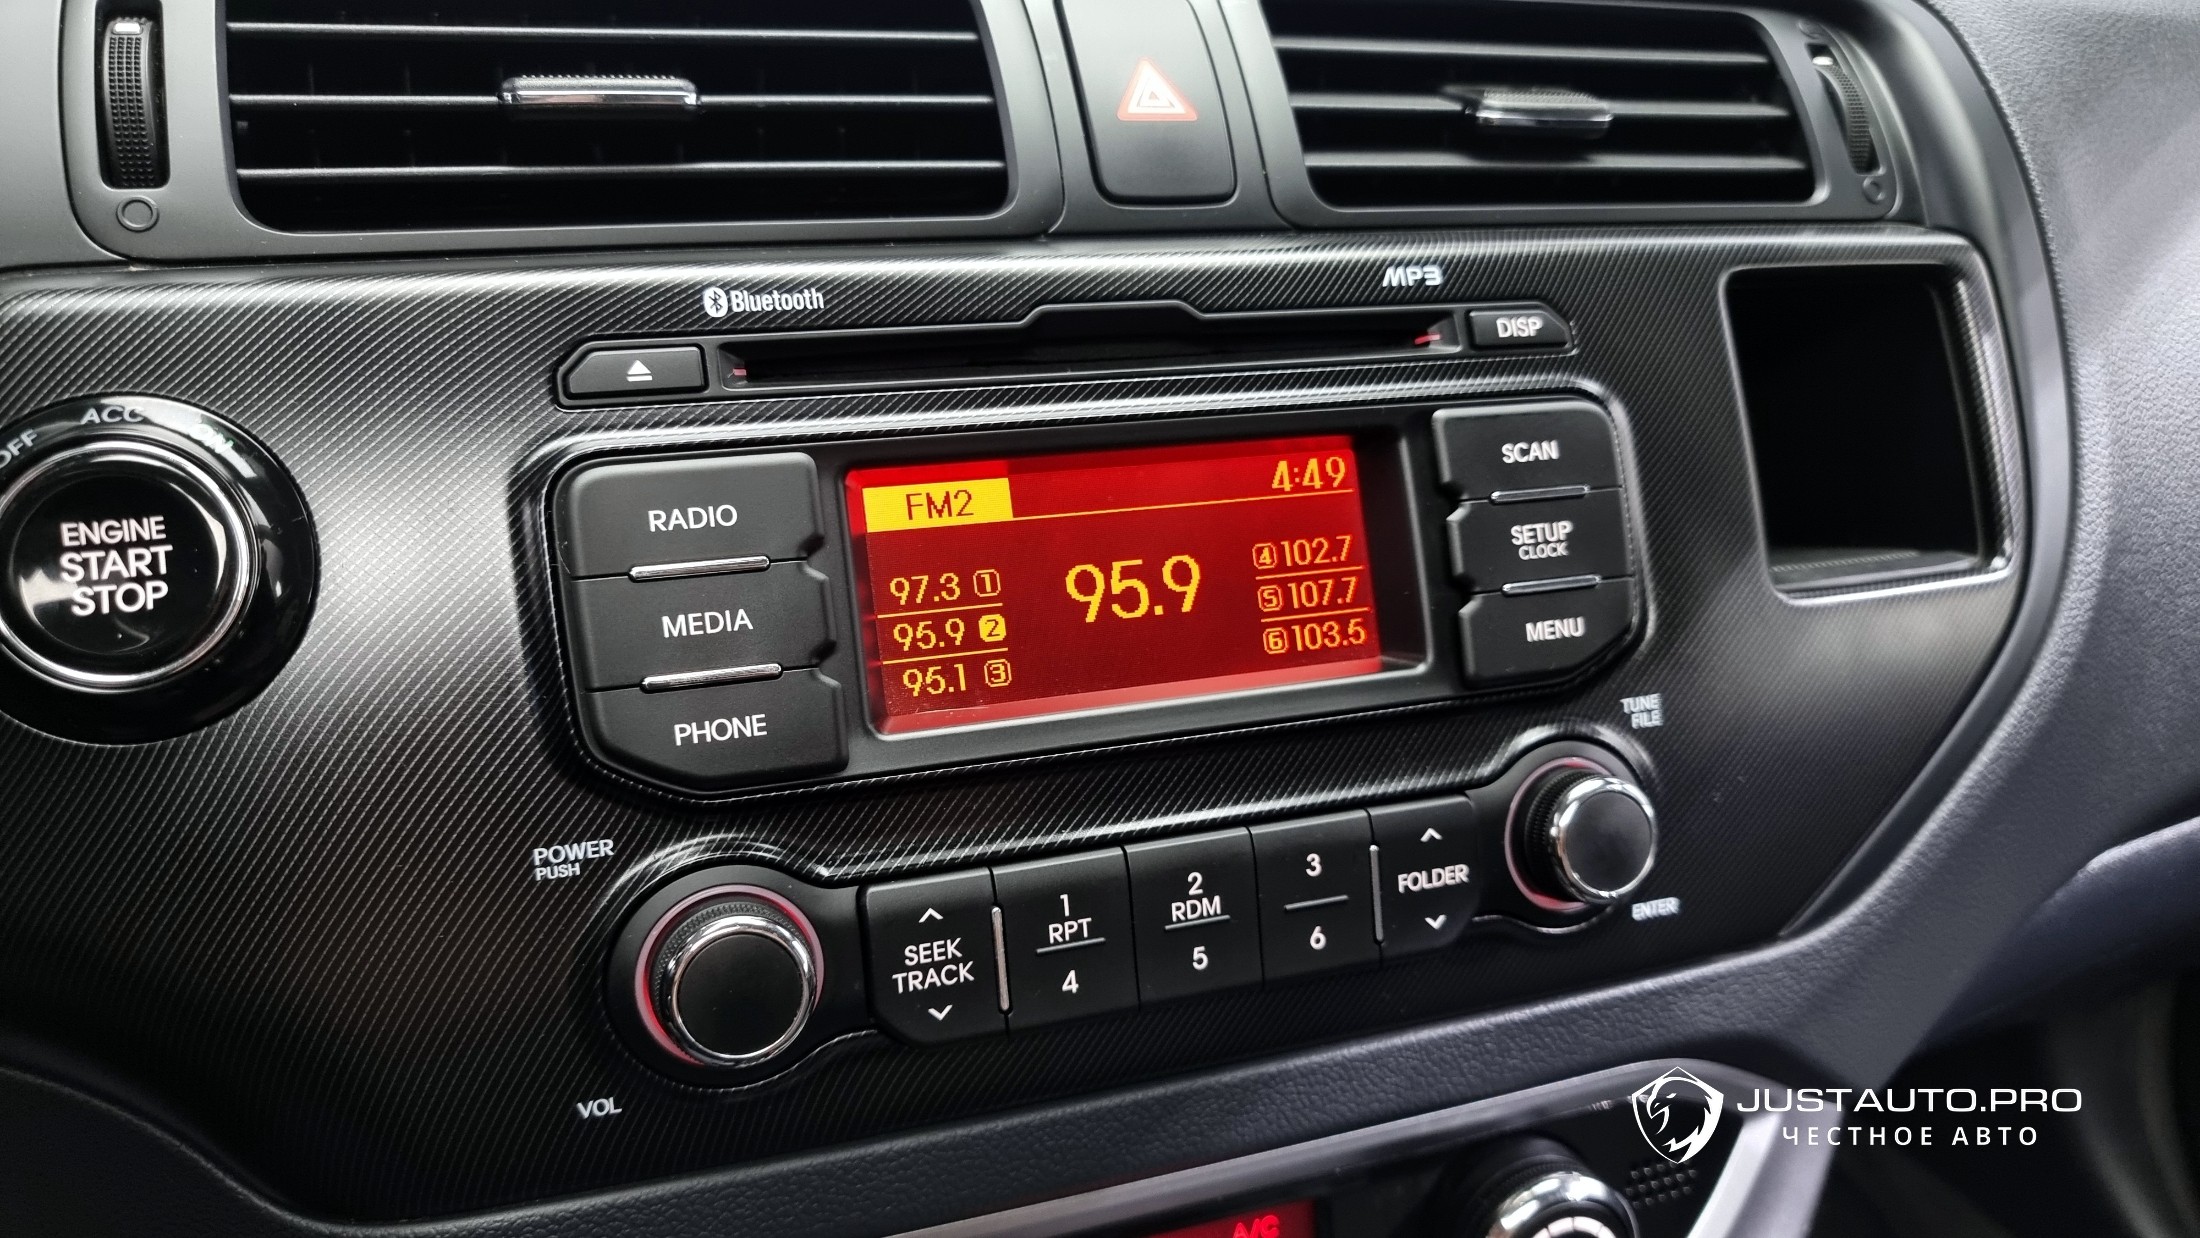 Bluetooth
MP3
DISP
OFF
ACC
ON
ENGINE
START
STOP
RADIO
MEDIA
PHONE
FM2
4:49
97.3 1
95.9 2
95.1 3
95.9
4 102.7
5 107.7
6 103.5
SCAN
SETUP
CLOCK
MENU
TUNE
FILE
POWER
PUSH
VOL
SEEK
TRACK
1
RPT
4
2
RDM
5
3
6
FOLDER
ENTER
JUSTAUTO.PRO
ЧЕСТНОЕ АВТО
A/C